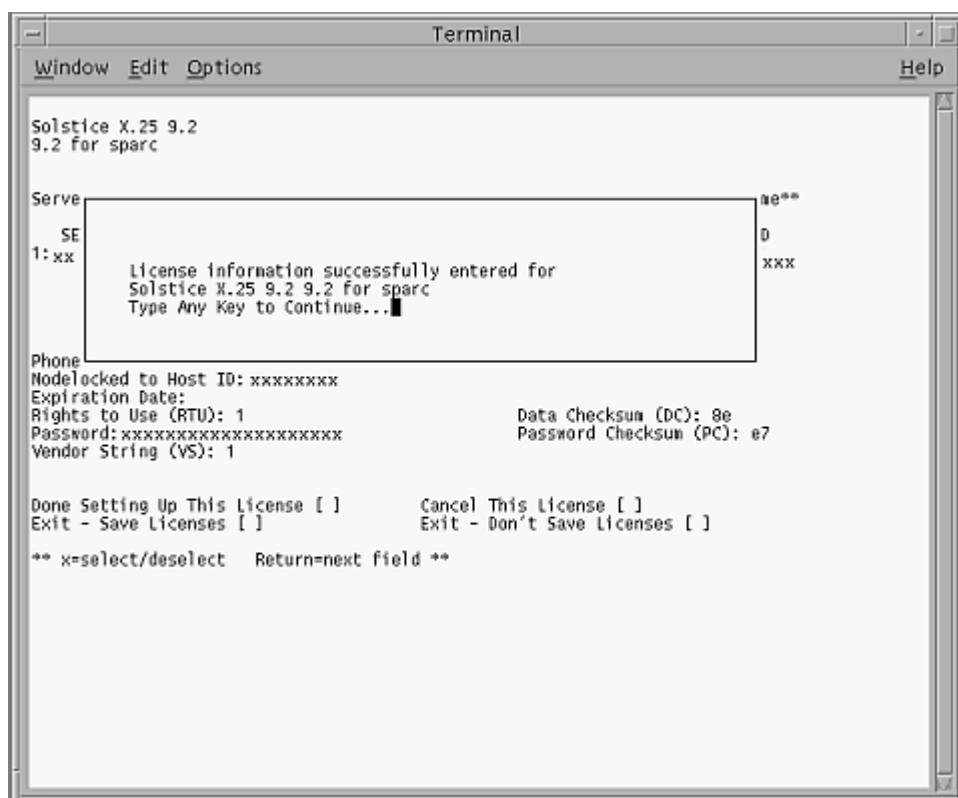 Terminal
Window Edit Options Help
Solstice X.25 9.2
9.2 for sparc
Serve me**
SE D
1: xx xxx
License information successfully entered for
Solstice X.25 9.2 9.2 for sparc
Type Any Key to Continue...
Phone
Nodelocked to Host ID: xxxxxxxx
Expiration Date:
Rights to Use (RTU): 1 Data Checksum (DC): 8e
Password: xxxxxxxxxxxxxxxxxxxx Password Checksum (PC): e7
Vendor String (VS): 1
Done Setting Up This License [ ] Cancel This License [ ]
Exit - Save Licenses [ ] Exit - Don't Save Licenses [ ]
** x=select/deselect Return=next field **